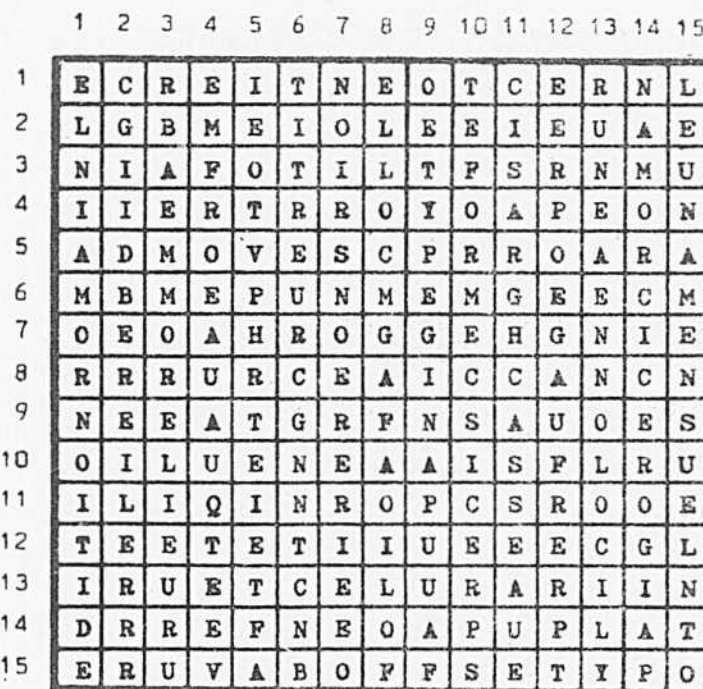 1 2 3 4 5 6 7 8 9 10 11 12 13 14 15
1 E C R E I T N E O T C E R N L
2 L G B M E I O L E E I E U A E
3 N I A F O T I L T P S R N M U
4 I I E R T R R O Y O A P E O N
5 A D M O V E S C P R R O A R A
6 M B M E P U N M E M G E E C M
7 O E O A H R O G G E H G N I E
8 R R R U R C E A I C C A N C N
9 N E E A T G R F N S A U O E S
10 O I L U E N E A A I S F L R U
11 I L I Q I N R O P C S R O O E
12 T E E T E T I I U E E E C G L
13 I R U E T C E L U R A R I I N
14 D R R E F N E O A P U P L A T
15 E R U V A B O F F S E T Y P O